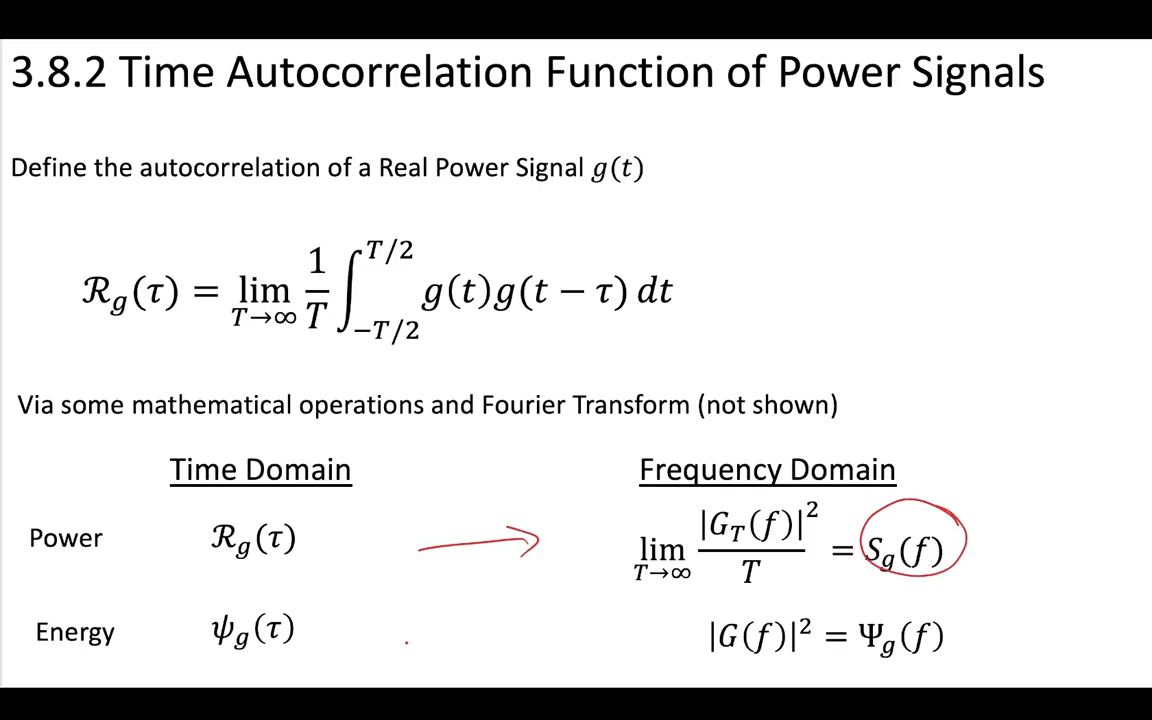 3.8.2 Time Autocorrelation Function of Power Signals
Define the autocorrelation of a Real Power Signal g(t)
ℛ_g(τ) = lim_{T→∞} 1/T ∫_{−T/2}^{T/2} g(t)g(t − τ) dt
Via some mathematical operations and Fourier Transform (not shown)
Time Domain Frequency Domain
Power ℛ_g(τ) lim_{T→∞} |G_T(f)|²/T = S_g(f)
Energy ψ_g(τ) |G(f)|² = Ψ_g(f)